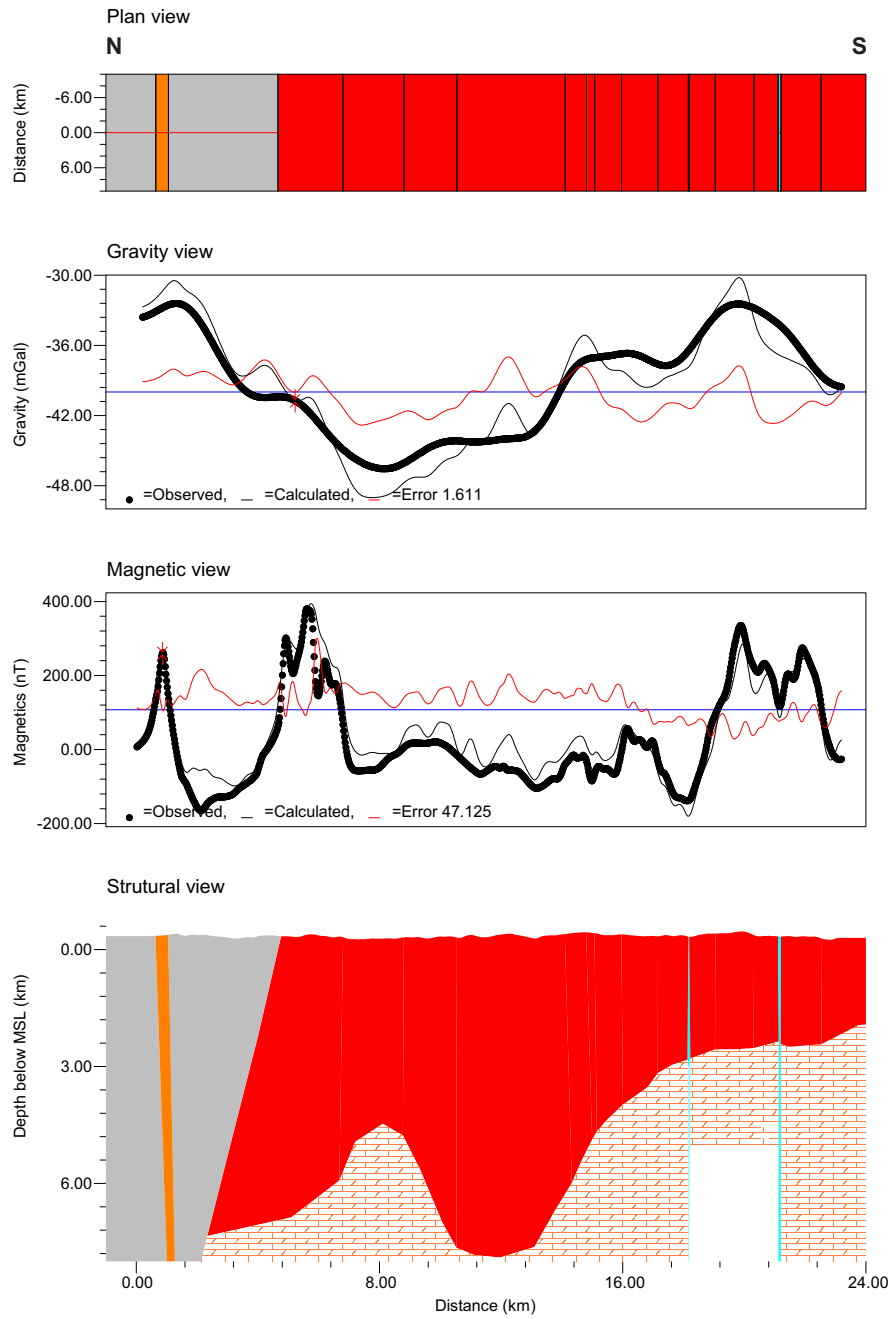 Plan view
N S
Distance (km)
-6.00
0.00
6.00
Gravity view
Gravity (mGal)
-30.00
-36.00
-42.00
-48.00
=Observed, =Calculated, =Error 1.611
Magnetic view
Magnetics (nT)
400.00
200.00
0.00
-200.00
=Observed, =Calculated, =Error 47.125
Strutural view
Depth below MSL (km)
0.00
3.00
6.00
0.00 8.00 16.00 24.00
Distance (km)